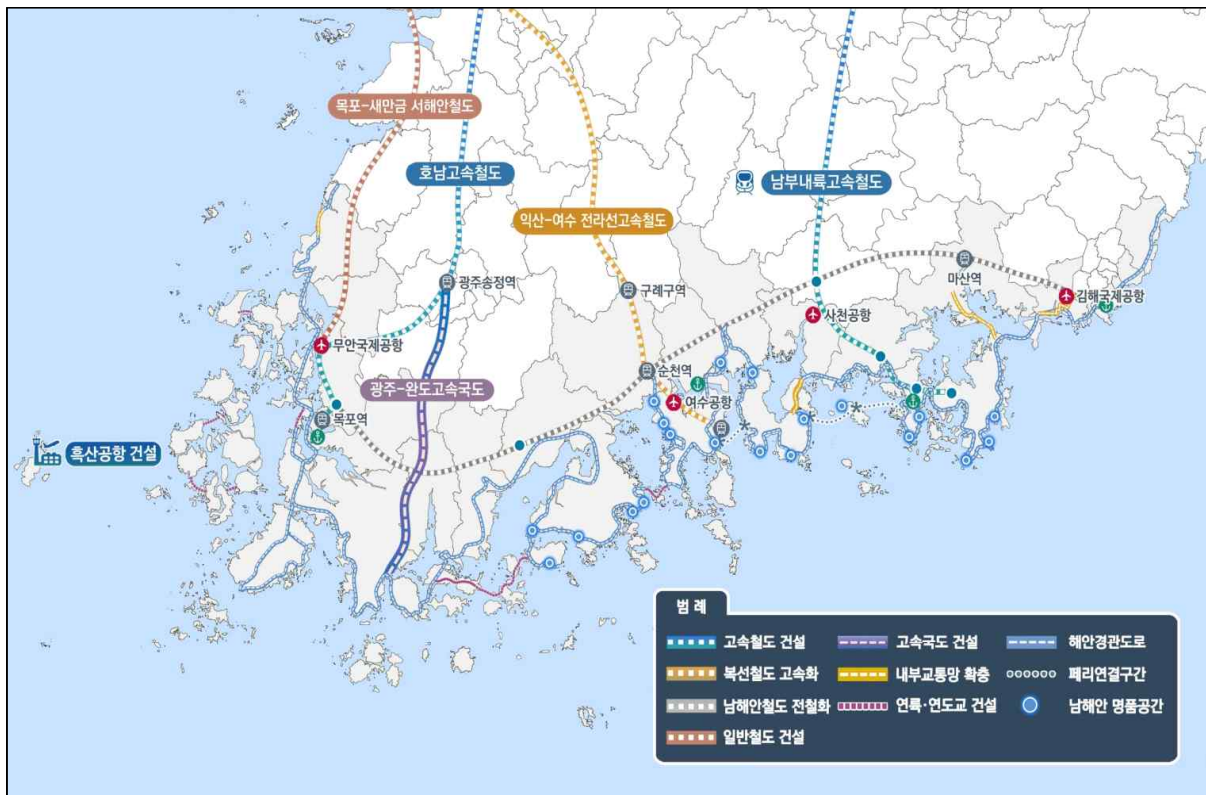 목포-새만금 서해안철도
호남고속철도
남부내륙고속철도
익산-여수 전라선고속철도
마산역
광주송정역
구례구역
김해국제공항
사천공항
무안국제공항
순천역
광주-완도고속국도
여수공항
목포역
흑산공항 건설
범 례
고속철도 건설
고속국도 건설
해안경관도로
복선철도 고속화
내부교통망 확충
페리연결구간
남해안철도 전철화
연륙·연도교 건설
남해안 명품공간
일반철도 건설